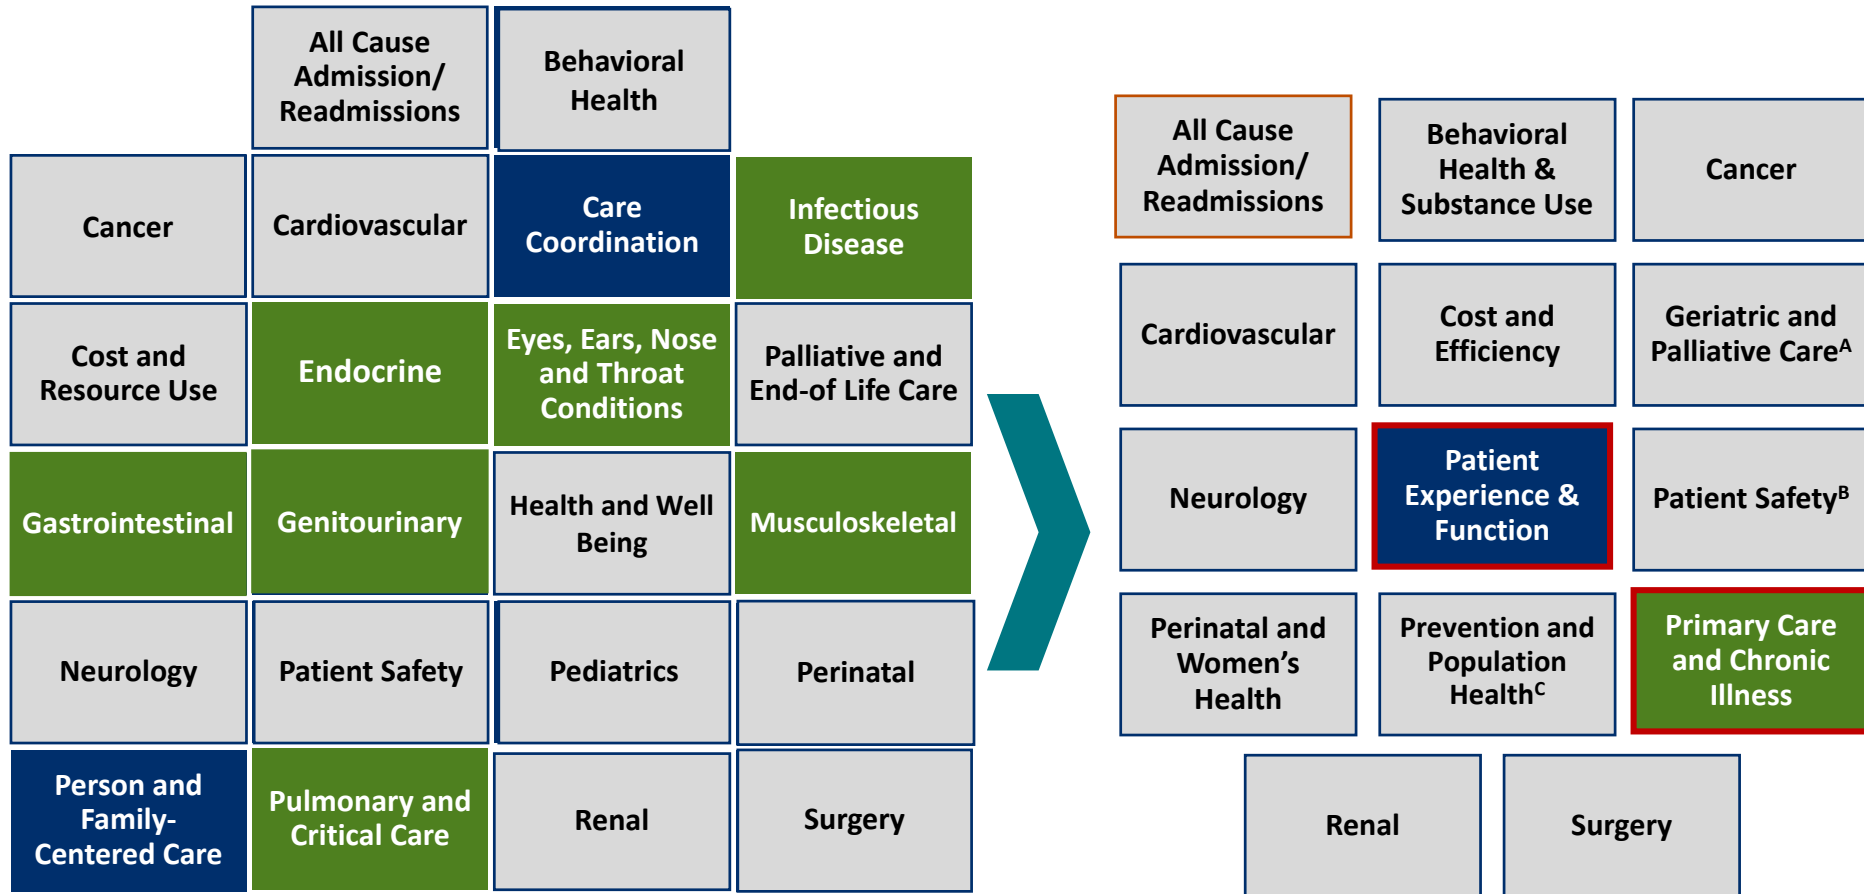 All Cause
Admission/
Readmissions
Behavioral
Health
Cancer
Cardiovascular
Care
Coordination
Infectious
Disease
Cost and
Resource Use
Endocrine
Eyes, Ears, Nose
and Throat
Conditions
Palliative and
End-of Life Care
Gastrointestinal
Genitourinary
Health and Well
Being
Musculoskeletal
Neurology
Patient Safety
Pediatrics
Perinatal
Person and
Family-
Centered Care
Pulmonary and
Critical Care
Renal
Surgery
All Cause
Admission/
Readmissions
Behavioral
Health &
Substance Use
Cancer
Cardiovascular
Cost and
Efficiency
Geriatric and
Palliative Care^A
Neurology
Patient
Experience &
Function
Patient Safety^B
Perinatal and
Women’s
Health
Prevention and
Population
Health^C
Primary Care
and Chronic
Illness
Renal
Surgery